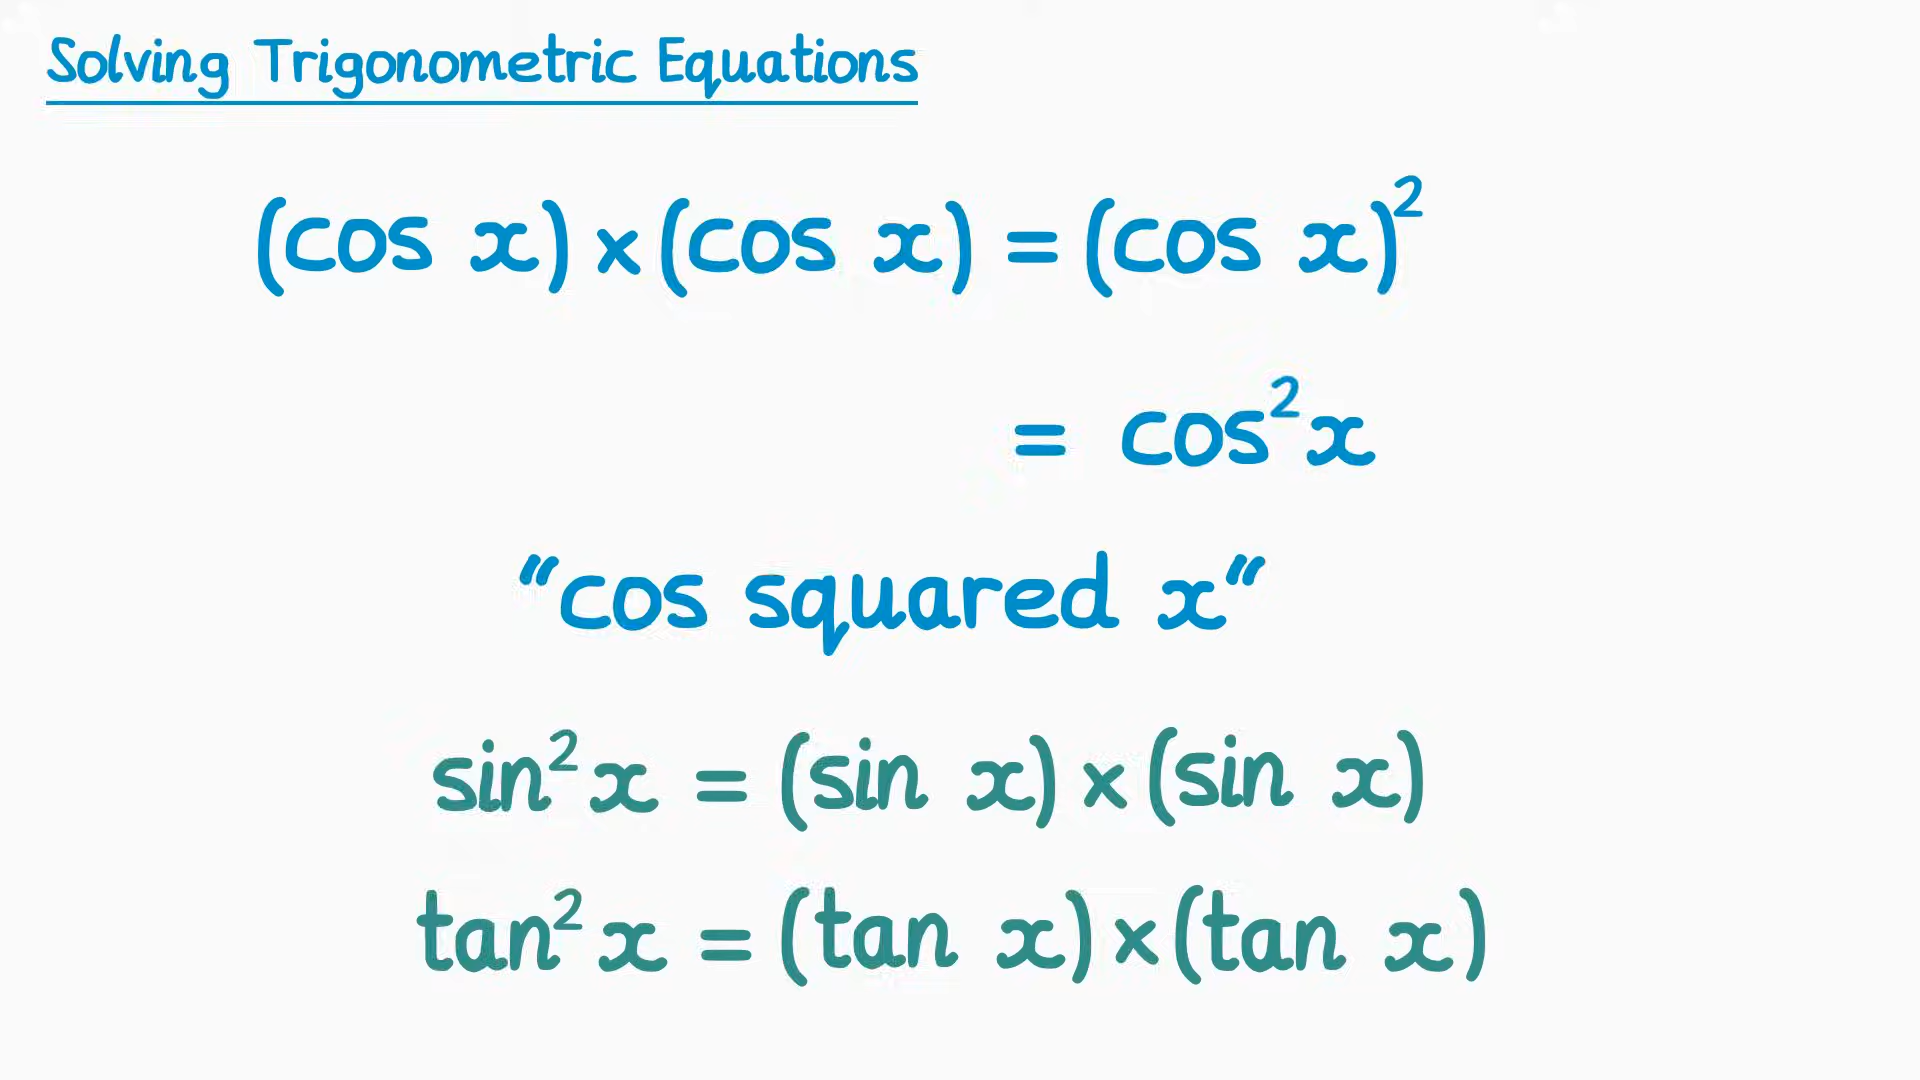 Solving Trigonometric Equations
(cos x) × (cos x) = (cos x)²
= cos²x
"cos squared x"
sin²x = (sin x) × (sin x)
tan²x = (tan x) × (tan x)